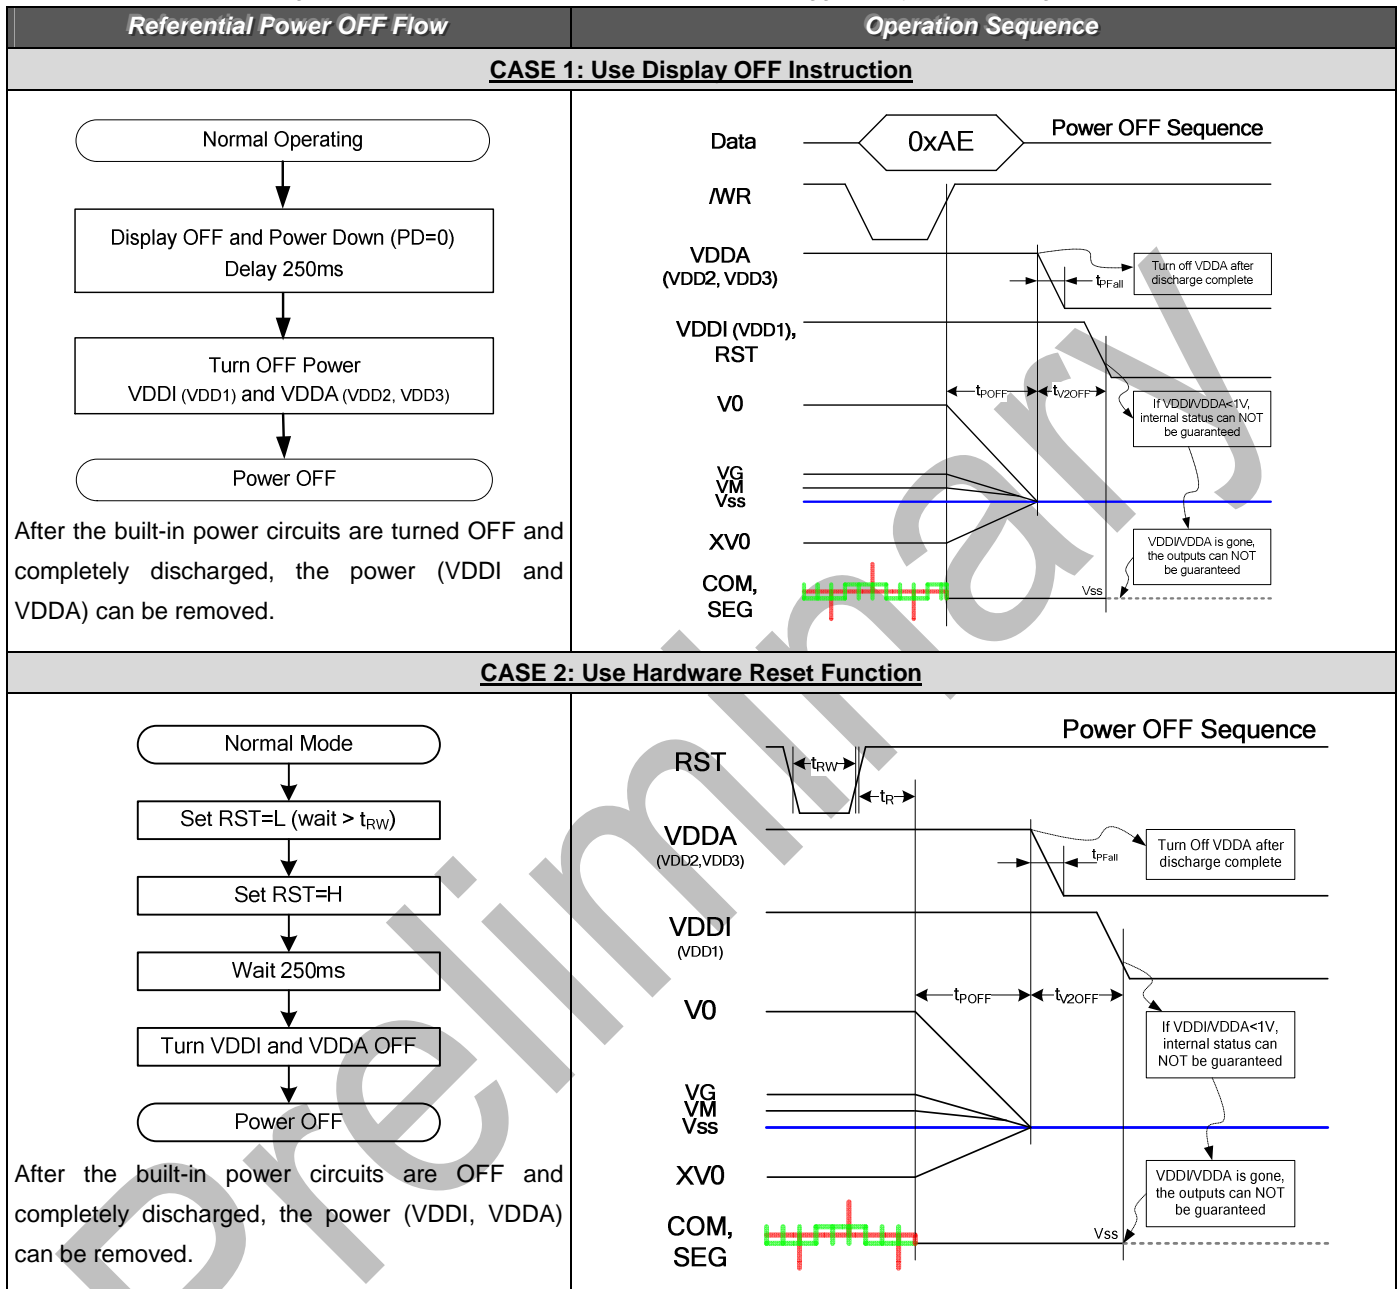 Referential Power OFF Flow
Operation Sequence
CASE 1: Use Display OFF Instruction
Normal Operating
Display OFF and Power Down (PD=0)
Delay 250ms
Turn OFF Power
VDDI (VDD1) and VDDA (VDD2, VDD3)
Power OFF
After the built-in power circuits are turned OFF and
completely discharged, the power (VDDI and
VDDA) can be removed.
Power OFF Sequence
Data
0xAE
/WR
VDDA
(VDD2, VDD3)
tPFall
Turn off VDDA after
discharge complete
VDDI (VDD1),
RST
tPOFF
tV2OFF
V0
If VDDI/VDDA<1V,
internal status can NOT
be guaranteed
VG
VM
Vss
XV0
VDDI/VDDA is gone,
the outputs can NOT
be guaranteed
COM,
SEG
Vss
CASE 2: Use Hardware Reset Function
Normal Mode
Set RST=L (wait > tRW)
Set RST=H
Wait 250ms
Turn VDDI and VDDA OFF
Power OFF
After the built-in power circuits are OFF and
completely discharged, the power (VDDI, VDDA)
can be removed.
Power OFF Sequence
RST
tRW
tR
VDDA
(VDD2,VDD3)
tPFall
Turn Off VDDA after
discharge complete
VDDI
(VDD1)
tPOFF
tV2OFF
V0
If VDDI/VDDA<1V,
internal status can
NOT be guaranteed
VG
VM
Vss
XV0
VDDI/VDDA is gone,
the outputs can NOT
be guaranteed
COM,
SEG
Vss
Preliminary